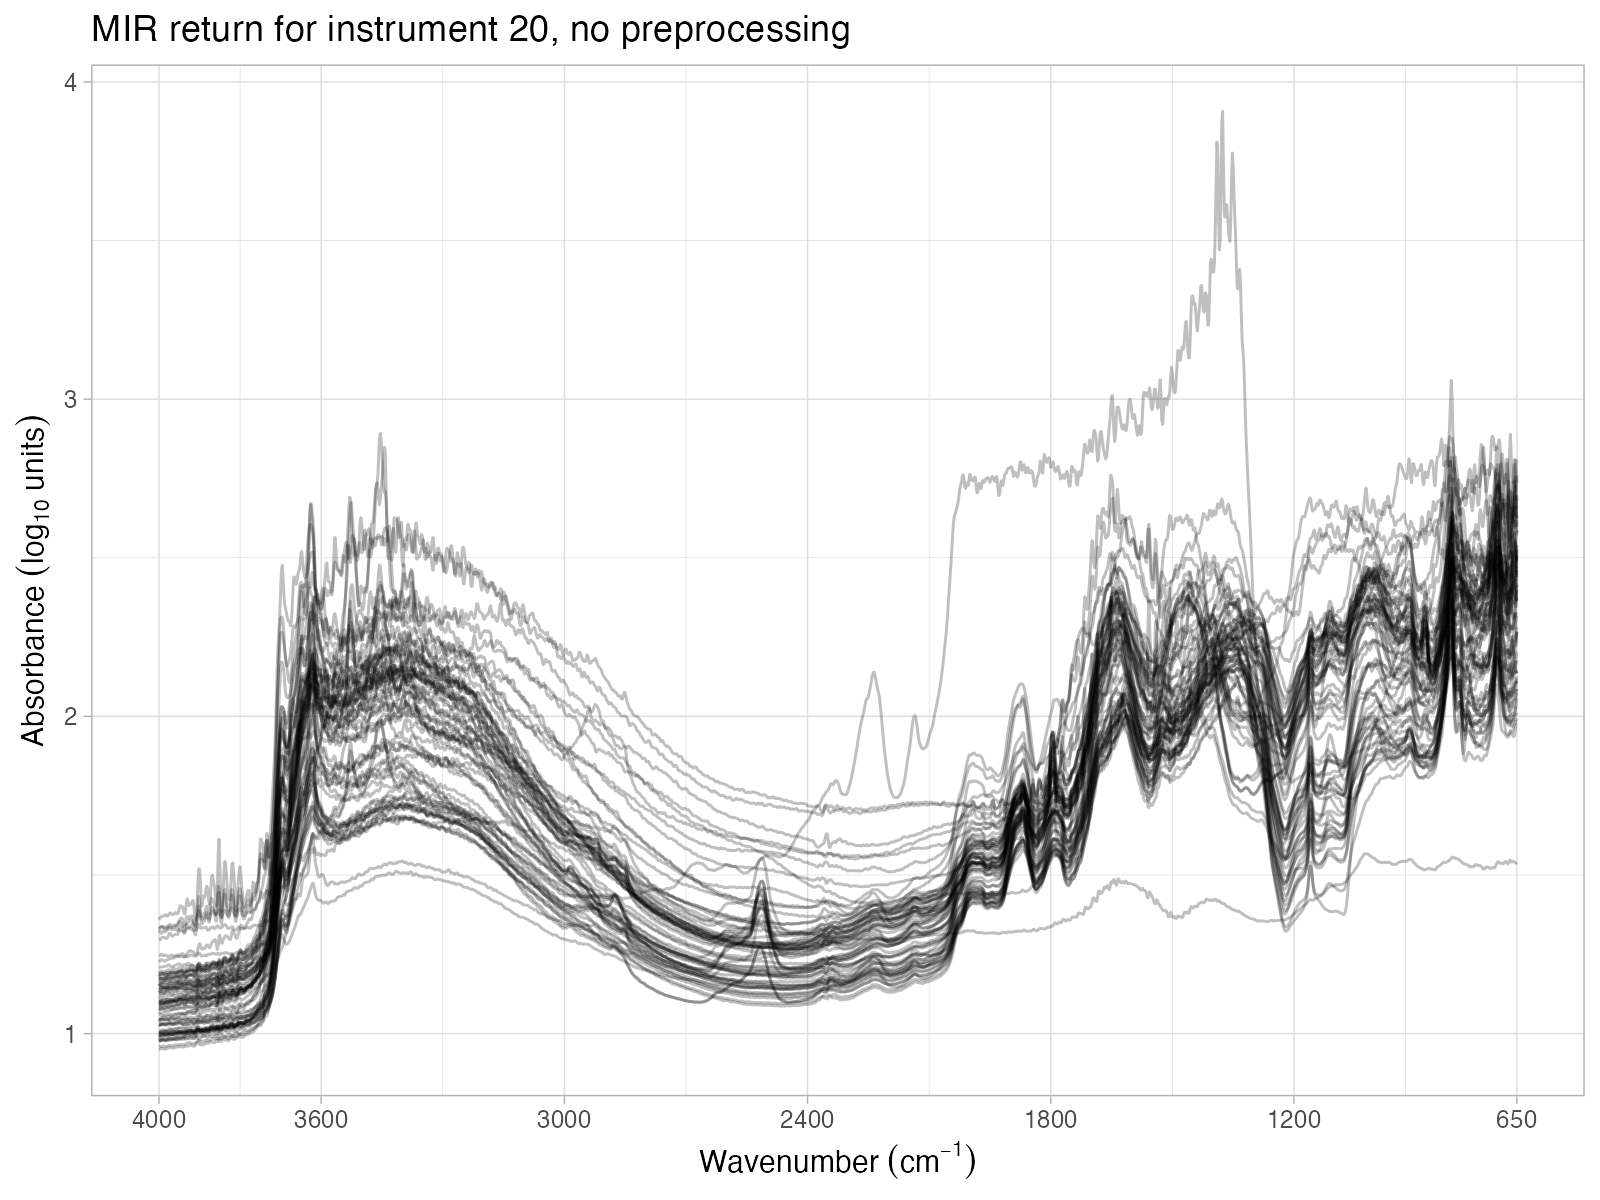 MIR return for instrument 20, no preprocessing
4
3
2
1
Absorbance (log₁₀ units)
4000 3600 3000 2400 1800 1200 650
Wavenumber (cm⁻¹)